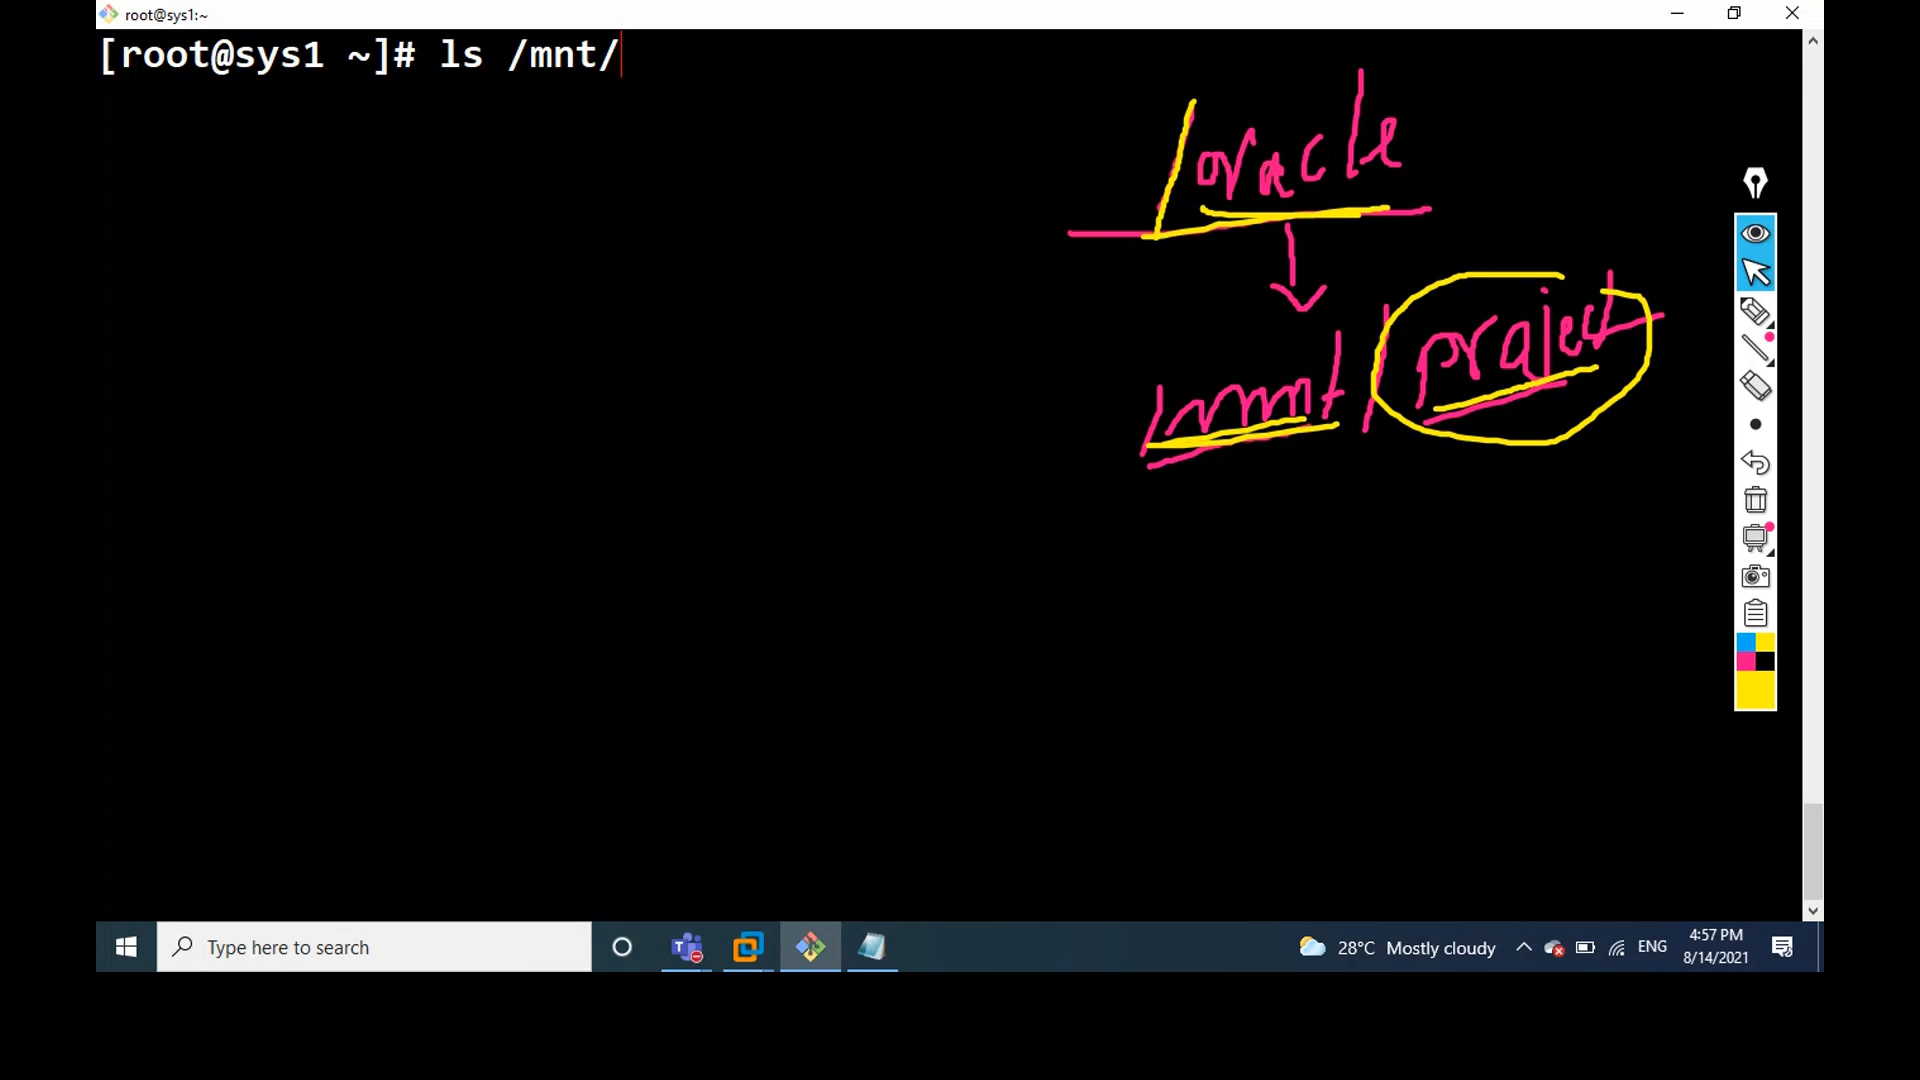 root@sys1:~
[root@sys1 ~]# ls /mnt/
/oracle
/mnt/project
Type here to search
28°C Mostly cloudy
ENG
4:57 PM
8/14/2021